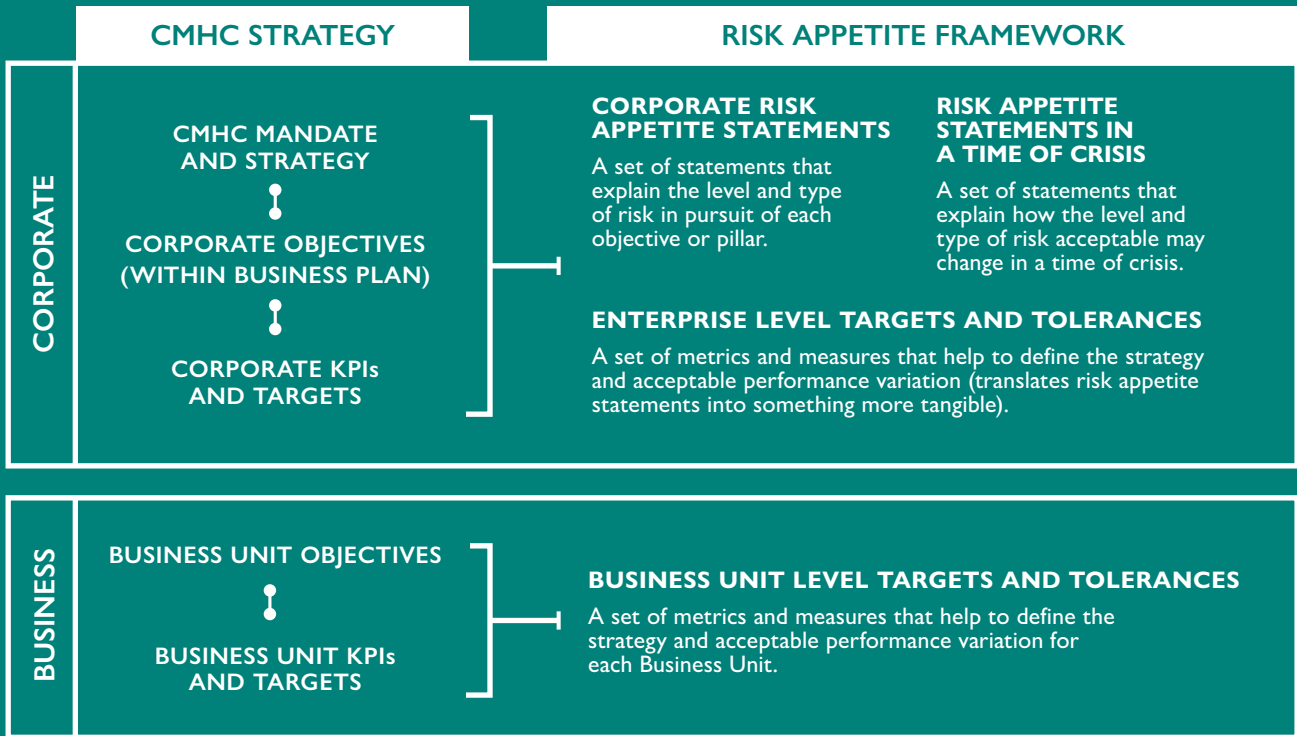 CMHC STRATEGY
RISK APPETITE FRAMEWORK
CORPORATE
CMHC MANDATE
AND STRATEGY
CORPORATE OBJECTIVES
(WITHIN BUSINESS PLAN)
CORPORATE KPIs
AND TARGETS
CORPORATE RISK
APPETITE STATEMENTS
A set of statements that
explain the level and type
of risk in pursuit of each
objective or pillar.
RISK APPETITE
STATEMENTS IN
A TIME OF CRISIS
A set of statements that
explain how the level and
type of risk acceptable may
change in a time of crisis.
ENTERPRISE LEVEL TARGETS AND TOLERANCES
A set of metrics and measures that help to define the strategy
and acceptable performance variation (translates risk appetite
statements into something more tangible).
BUSINESS
BUSINESS UNIT OBJECTIVES
BUSINESS UNIT KPIs
AND TARGETS
BUSINESS UNIT LEVEL TARGETS AND TOLERANCES
A set of metrics and measures that help to define the
strategy and acceptable performance variation for
each Business Unit.